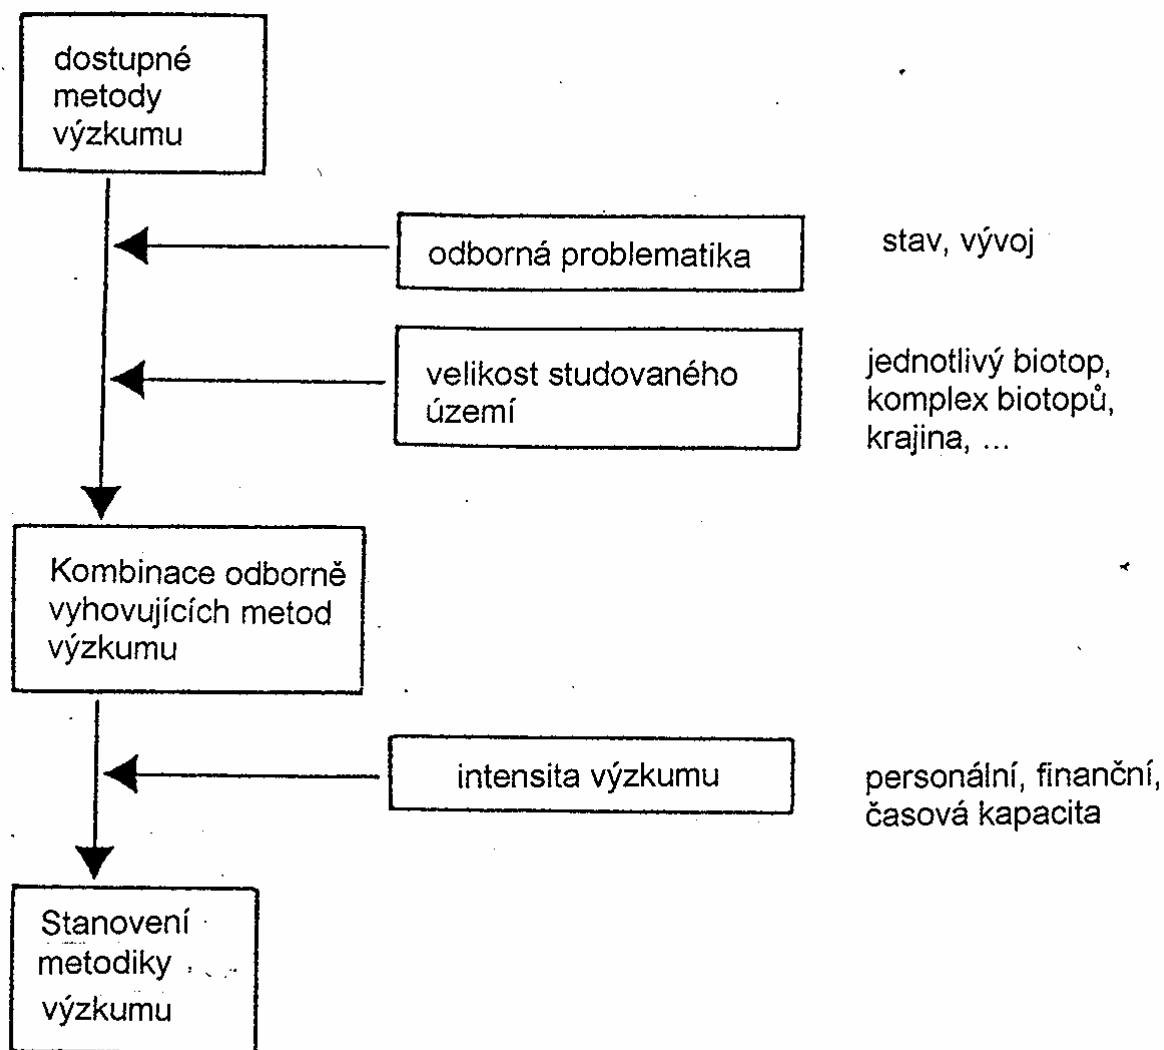 dostupné
metody
výzkumu
odborná problematika
stav, vývoj
velikost studovaného
území
jednotlivý biotop,
komplex biotopů,
krajina, ...
Kombinace odborně
vyhovujících metod
výzkumu
intensita výzkumu
personální, finanční,
časová kapacita
Stanovení
metodiky
výzkumu